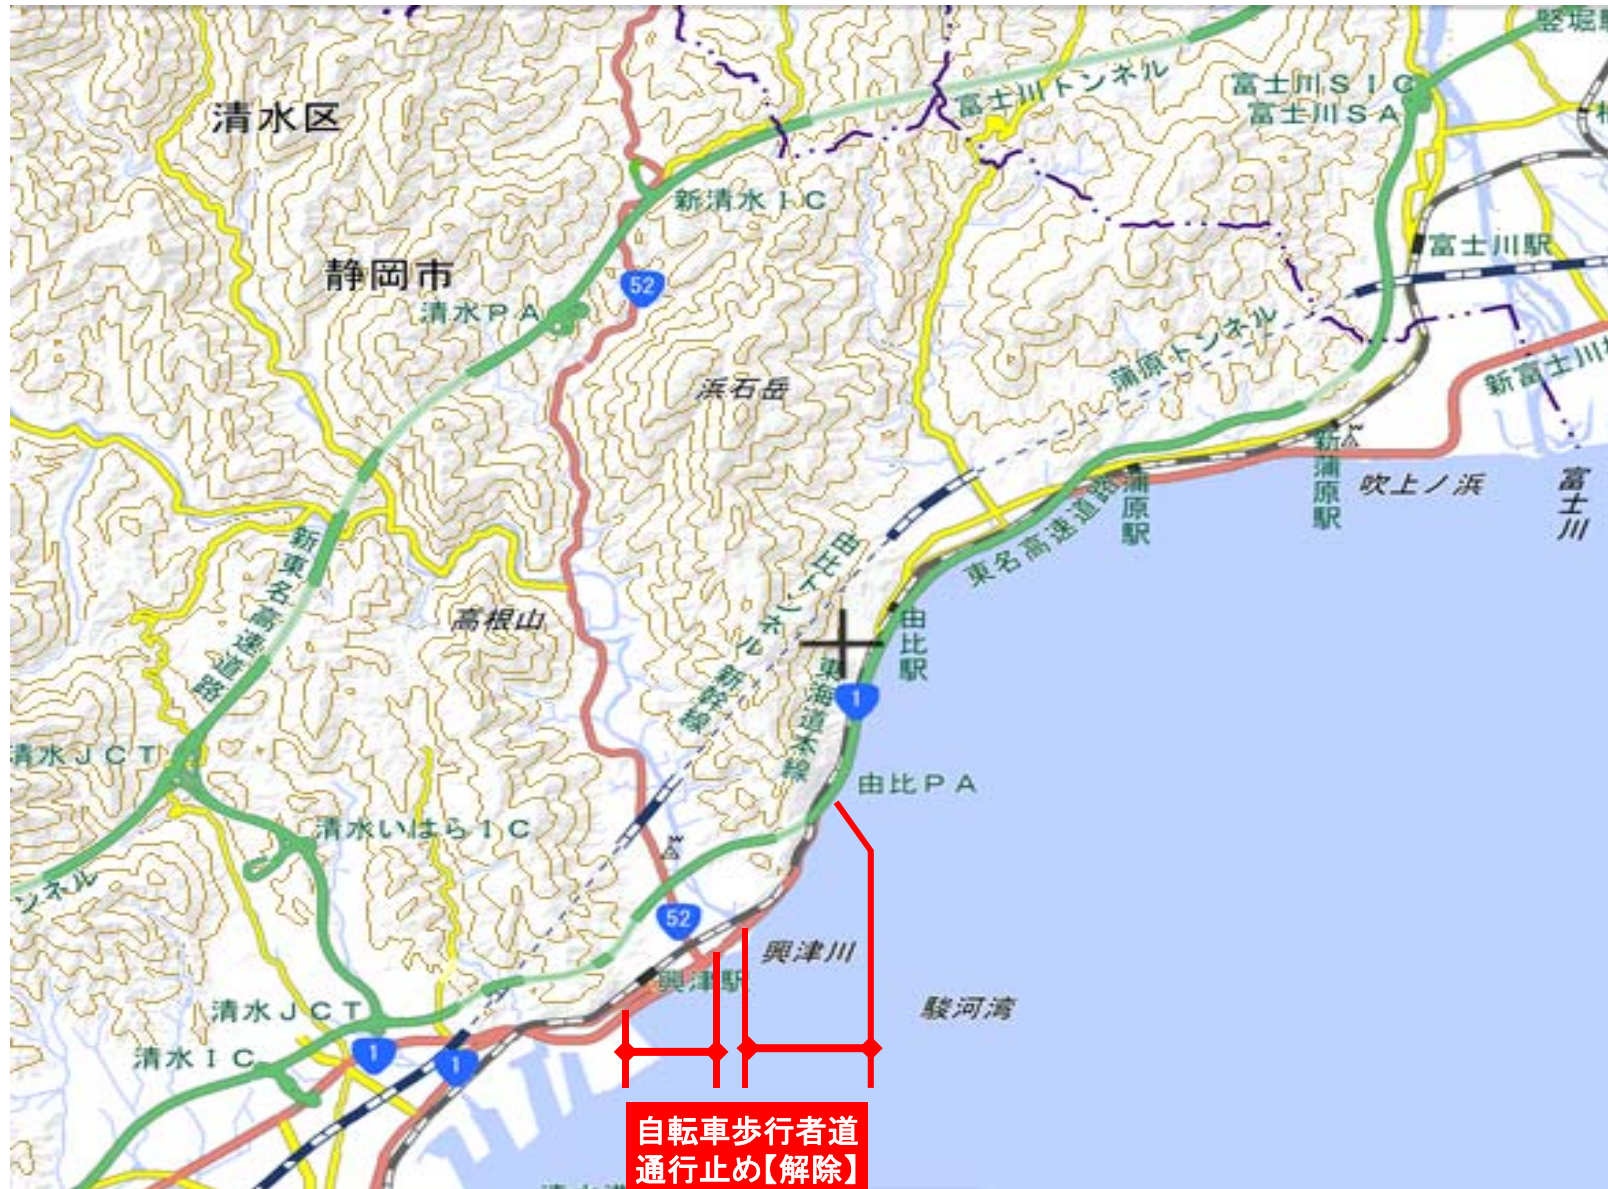 竪堀
富士川トンネル
富士川ＳＩＣ
富士川ＳＡ
清水区
新清水ＩＣ
富士川駅
静岡市
52
清水ＰＡ
蒲原トンネル
新富士川
浜石岳
新蒲原駅
蒲原駅
吹上ノ浜
富士川
東名高速道路
由比トンネル
新東名高速道路
高根山
由比駅
新幹線
東海道本線
1
清水ＪＣＴ
由比ＰＡ
清水いはらＩＣ
ンネル
52
興津川
興津駅
駿河湾
清水ＪＣＴ
清水ＩＣ
1
1
自転車歩行者道
通行止め【解除】